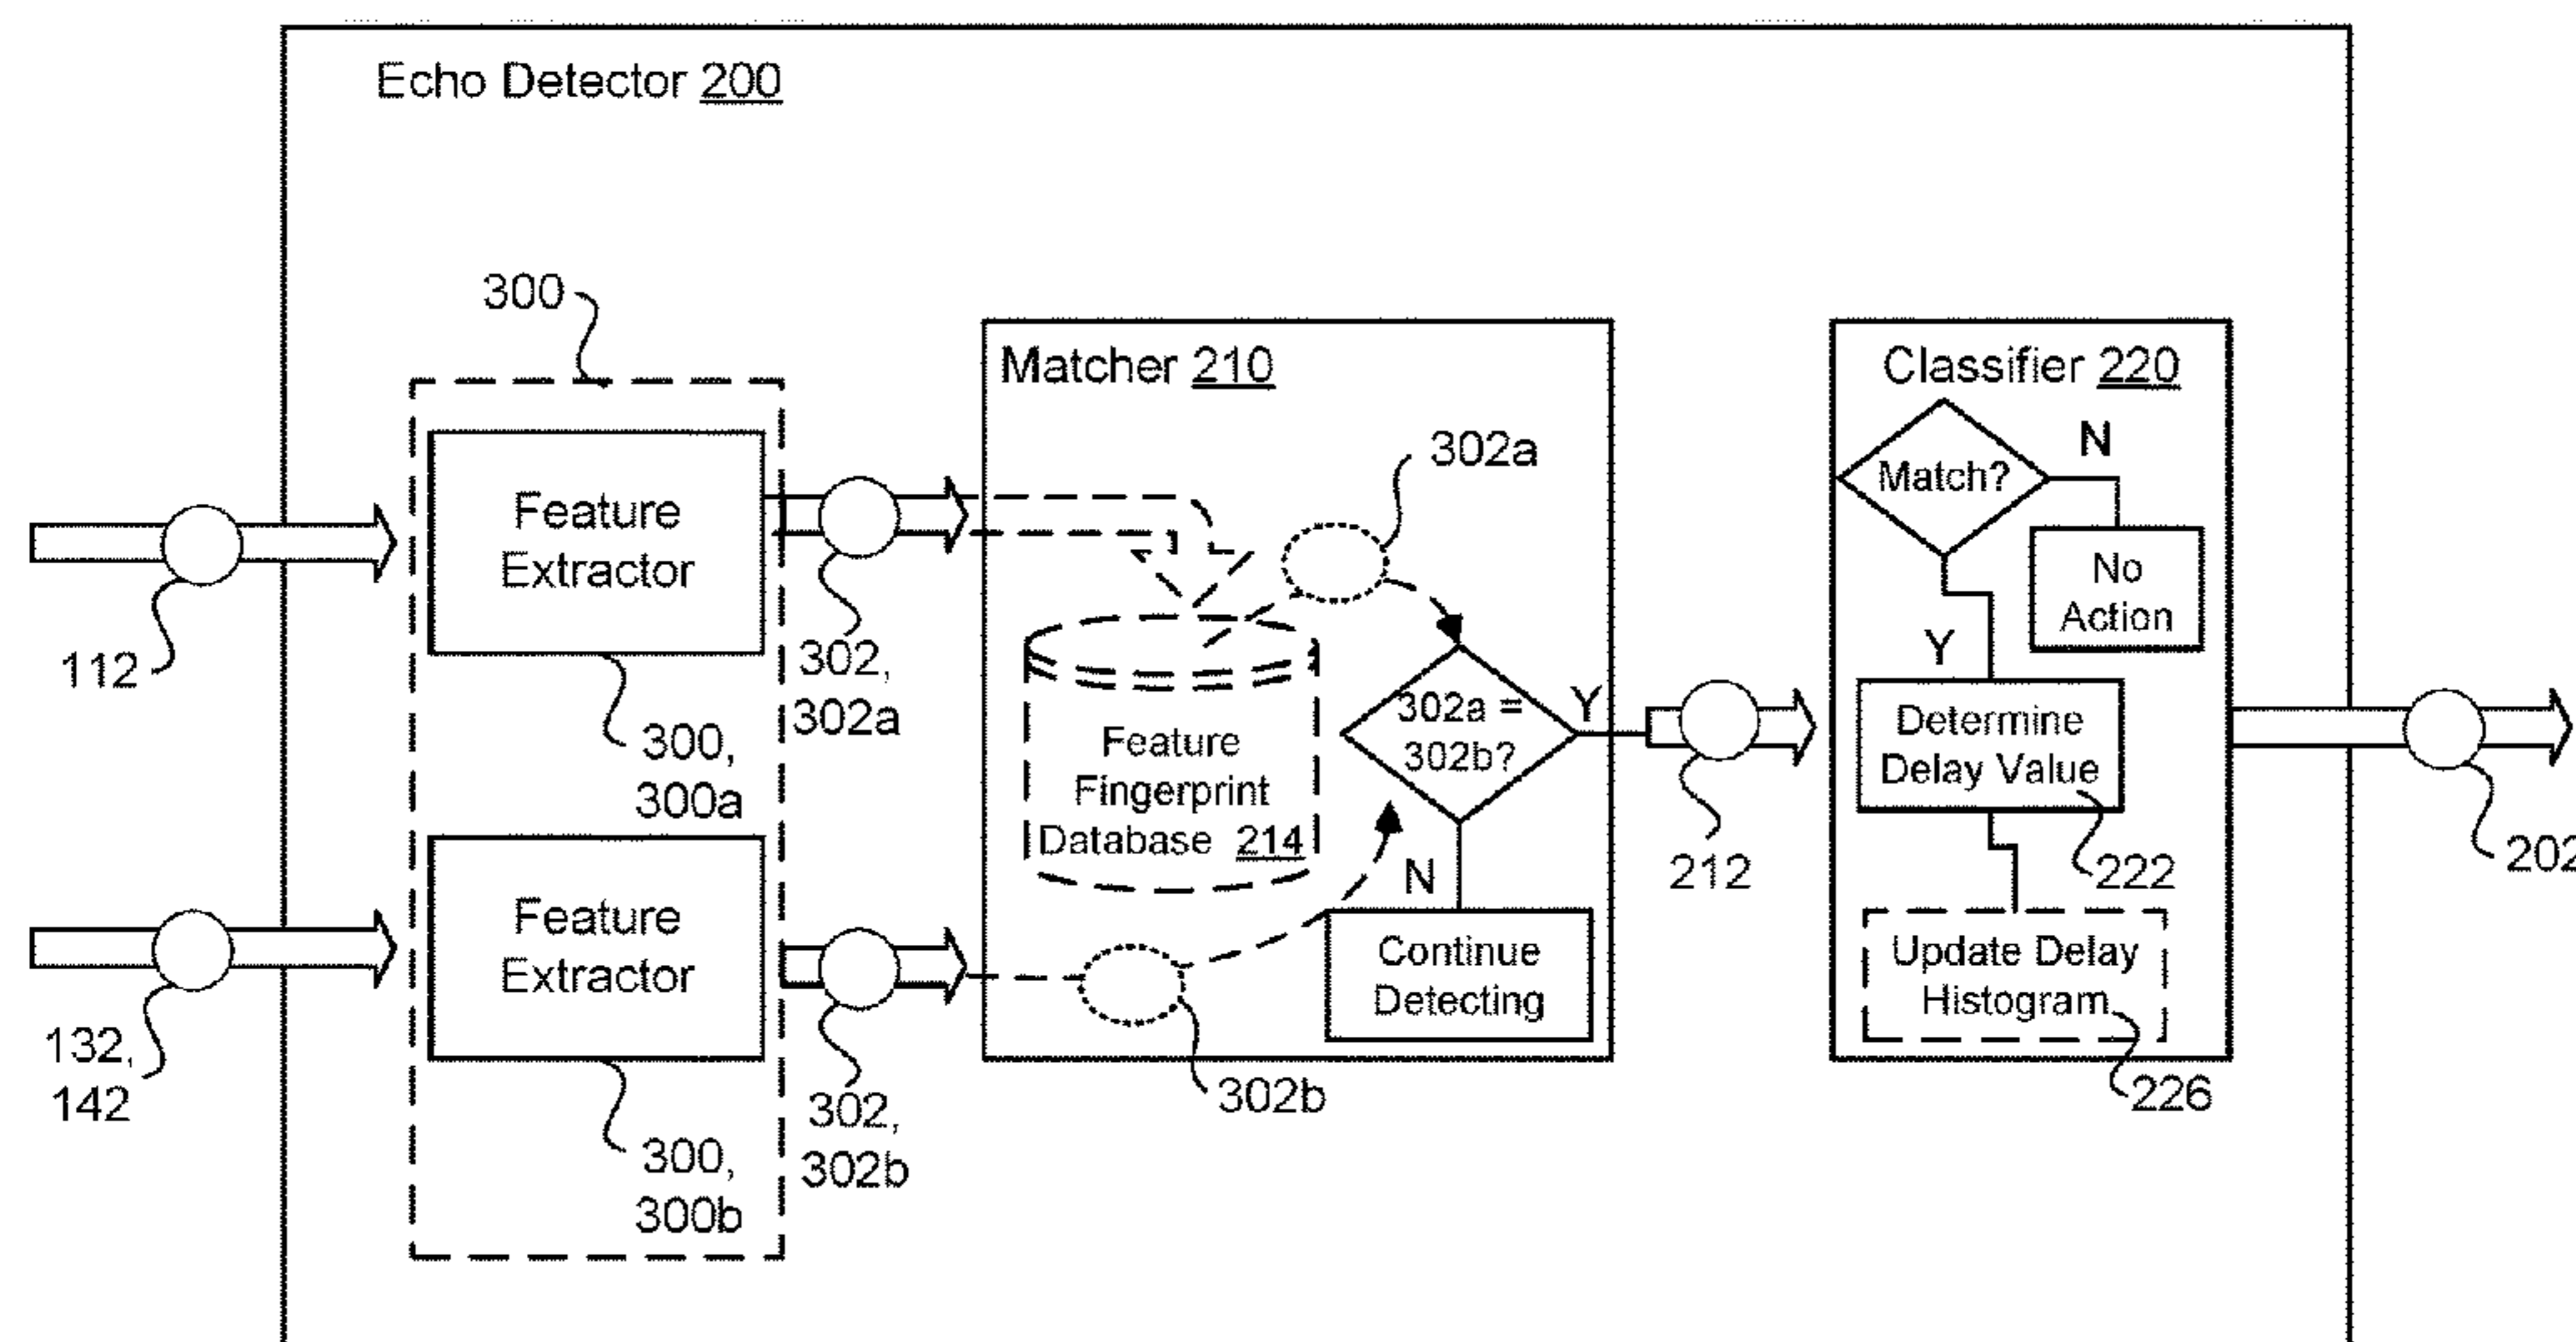 Echo Detector 200
300
Feature
Extractor
112
300,
300a
302,
302a
Feature
Extractor
132,
142
300,
300b
302,
302b
Matcher 210
302a
Feature
Fingerprint
Database 214
302a =
302b?
Y
N
Continue
Detecting
302b
212
Classifier 220
Match?
N
No
Action
Y
Determine
Delay Value
222
Update Delay
Histogram
226
202